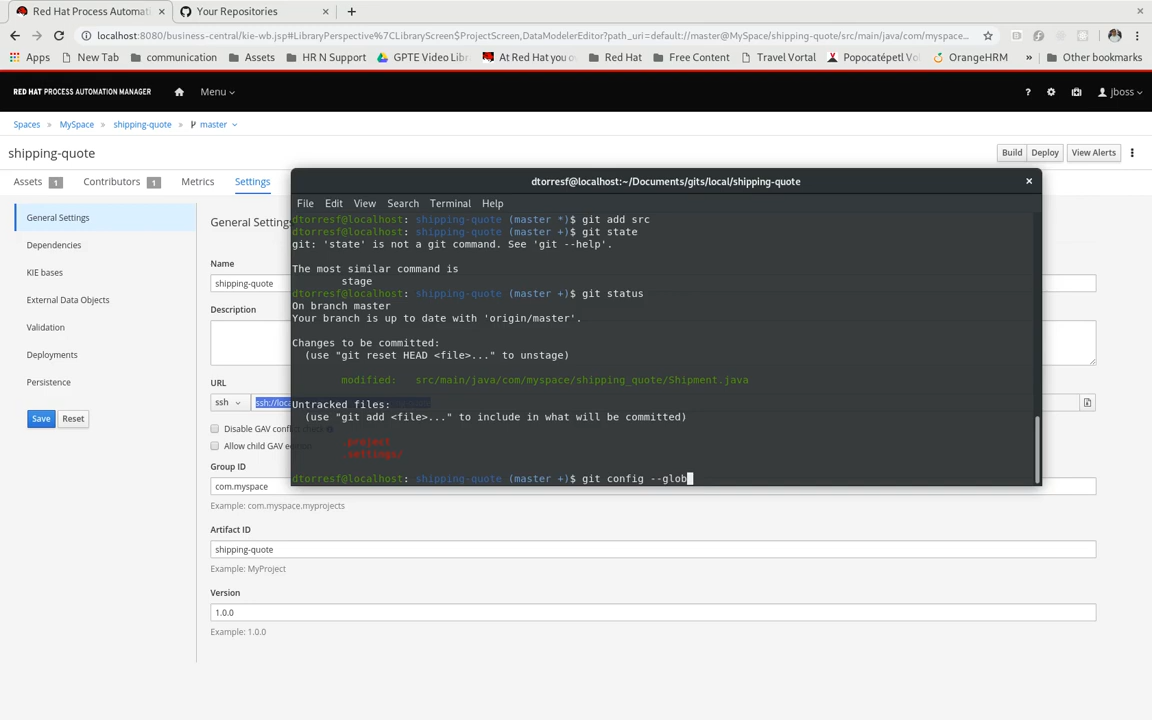 Red Hat Process Automati
Your Repositories
localhost:8080/business-central/kie-wb.jsp#LibraryPerspective%7CLibraryScreen$ProjectScreen,DataModelerEditor?path_uri=default://master@MySpace/shipping-quote/src/main/java/com/myspace...
Apps
New Tab
communication
Assets
HR N Support
GPTE Video Lib
At Red Hat you o
Red Hat
Free Content
Travel Vortal
Popocatépetl Vol
OrangeHRM
»
Other bookmarks
RED HAT PROCESS AUTOMATION MANAGER
Menu
?
jboss
Spaces » MySpace » shipping-quote » master
shipping-quote
Build
Deploy
View Alerts
Assets 1
Contributors 1
Metrics
Settings
General Settings
Dependencies
KIE bases
External Data Objects
Validation
Deployments
Persistence
General Settings
Name
shipping-quote
Description
URL
ssh
ssh://loca
Save
Reset
Disable GAV conflict check
Allow child GAV edition
Group ID
com.myspace
Example: com.myspace.myprojects
Artifact ID
shipping-quote
Example: MyProject
Version
1.0.0
Example: 1.0.0
dtorresf@localhost:~/Documents/gits/local/shipping-quote
File Edit View Search Terminal Help
dtorresf@localhost: shipping-quote (master *)$ git add src
dtorresf@localhost: shipping-quote (master +)$ git state
git: 'state' is not a git command. See 'git --help'.
The most similar command is
stage
dtorresf@localhost: shipping-quote (master +)$ git status
On branch master
Your branch is up to date with 'origin/master'.
Changes to be committed:
(use "git reset HEAD <file>..." to unstage)
modified:   src/main/java/com/myspace/shipping_quote/Shipment.java
Untracked files:
(use "git add <file>..." to include in what will be committed)
.project
.settings/
dtorresf@localhost: shipping-quote (master +)$ git config --glob